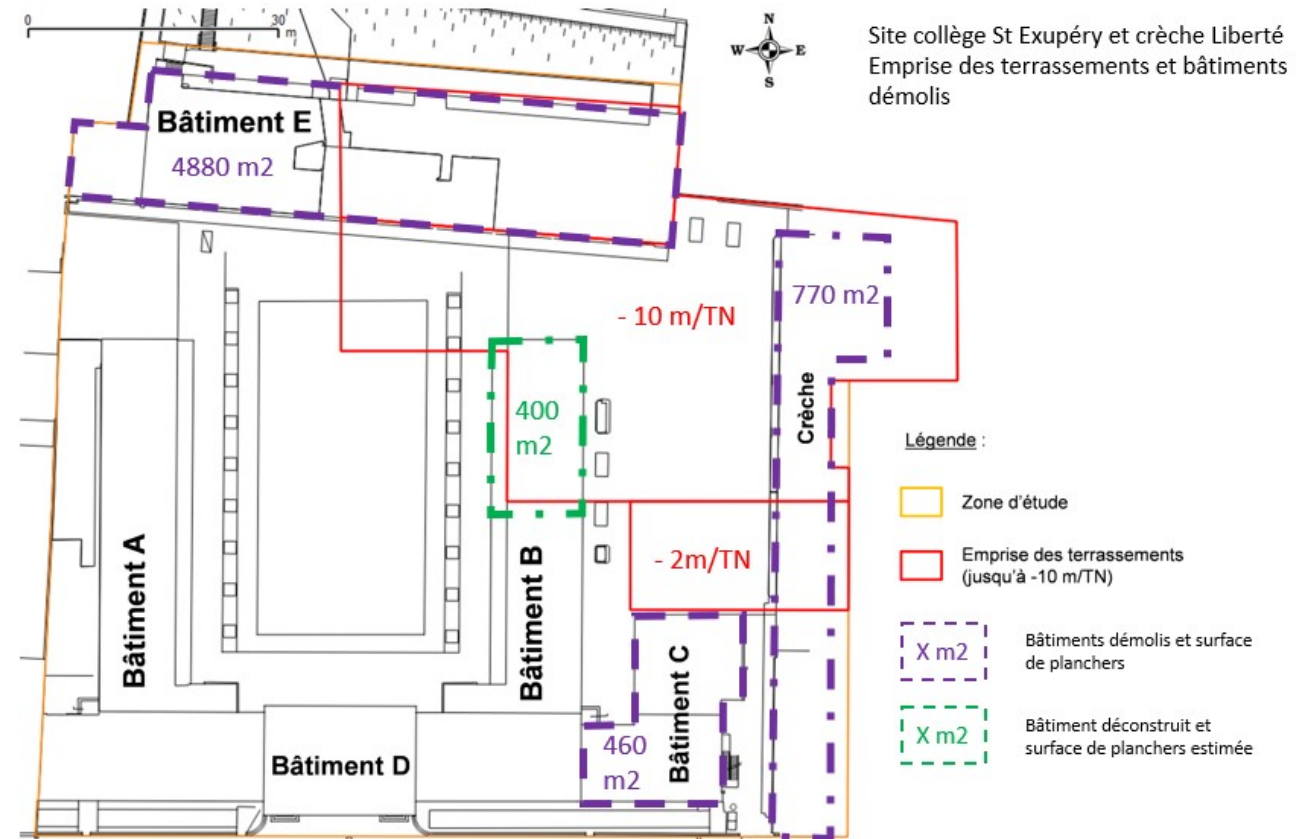 0
30
m
N
W
E
S
Site collège St Exupéry et crèche Liberté
Emprise des terrassements et bâtiments
démolis
Bâtiment E
4880 m2
770 m2
- 10 m/TN
Crèche
400
m2
Légende :
Zone d'étude
Emprise des terrassements
(jusqu'à -10 m/TN)
X m2
Bâtiments démolis et surface
de planchers
X m2
Bâtiment déconstruit et
surface de planchers estimée
- 2m/TN
Bâtiment A
Bâtiment B
Bâtiment C
460
m2
Bâtiment D